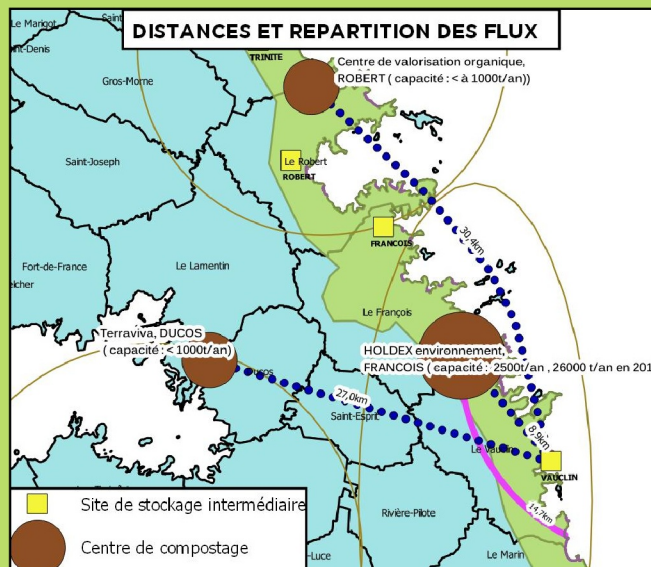 DISTANCES ET REPARTITION DES FLUX
Le Marigot
TRINITE
Centre de valorisation organique,
ROBERT ( capacité : < à 1000t/an))
Gros-Morne
Saint-Joseph
Le Robert
ROBERT
FRANCOIS
30,4km
Fort-de-France
Le Lamentin
Le François
Terraviva, DUCOS
( capacité : < 1000t/an)
HOLDEX environnement,
FRANCOIS ( capacité : 2500t/an , 26000 t/an en 201
27,0km
Saint-Esprit
8,9km
Le Vauclin
VAUCLIN
14,7km
Rivière-Pilote
Le Marin
Site de stockage intermédiaire
Centre de compostage